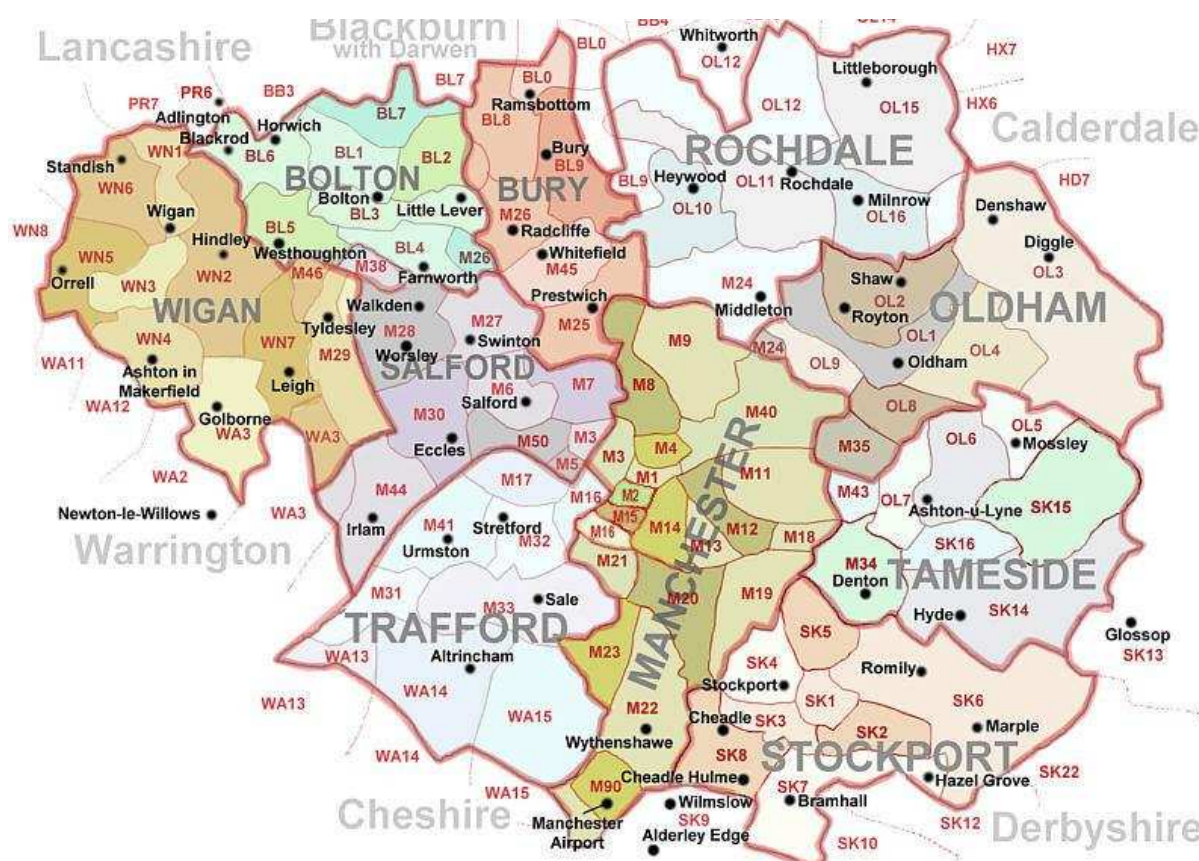 Lancashire
Blackburn
with Darwen
BB4
OL14
Whitworth
OL12
HX7
PR6
PR7
Adlington
BB3
BL7
BL0
BL0
Ramsbottom
Littleborough
OL12
OL15
HX6
Calderdale
Blackrod
Horwich
BL7
BL8
Standish
WN1
BL6
BL1
BL2
Bury
BL9
ROCHDALE
WN6
BOLTON
BURY
BL9
Heywood
OL11
Rochdale
HD7
Wigan
Bolton
BL3
Little Lever
OL10
Milnrow
OL16
Denshaw
WN8
BL5
Westhoughton
M26
Radcliffe
Hindley
BL4
M26
Whitefield
Diggle
OL3
WN5
Orrell
WN3
WN2
M46
M38
Farnworth
M45
M24
Middleton
Shaw
OL2
Royton
OLDHAM
WIGAN
Walkden
Prestwich
M25
M27
Swinton
Tyldesley
M28
Worsley
M9
M24
OL9
OL1
Oldham
OL4
WN4
WN7
M29
WA11
Ashton in
Makerfield
Leigh
SALFORD
M6
Salford
M7
M8
WA12
Golborne
M30
M40
OL8
WA3
WA3
Eccles
M50
M3
M5
M3
M4
M35
OL6
OL5
Mossley
WA2
M44
M17
M16
M1
M2
M11
M43
OL7
Ashton-u-Lyne
SK15
Newton-le-Willows
WA3
Irlam
M41
Urmston
Stretford
M32
M15
M16
M14
M12
M13
M18
SK16
Warrington
M21
M34
Denton
TAMESIDE
M31
M33
Sale
M20
M19
Hyde
SK14
TRAFFORD
MANCHESTER
Glossop
SK13
WA13
Altrincham
M23
SK5
SK4
Romily
WA13
WA14
Stockport
SK1
SK6
WA15
M22
Cheadle
SK3
SK2
Marple
Wythenshawe
STOCKPORT
WA14
SK8
Cheadle Hulme
SK7
Hazel Grove
SK22
WA15
M90
Wilmslow
Bramhall
Cheshire
Manchester
Airport
SK9
Alderley Edge
SK10
SK12
Derbyshire